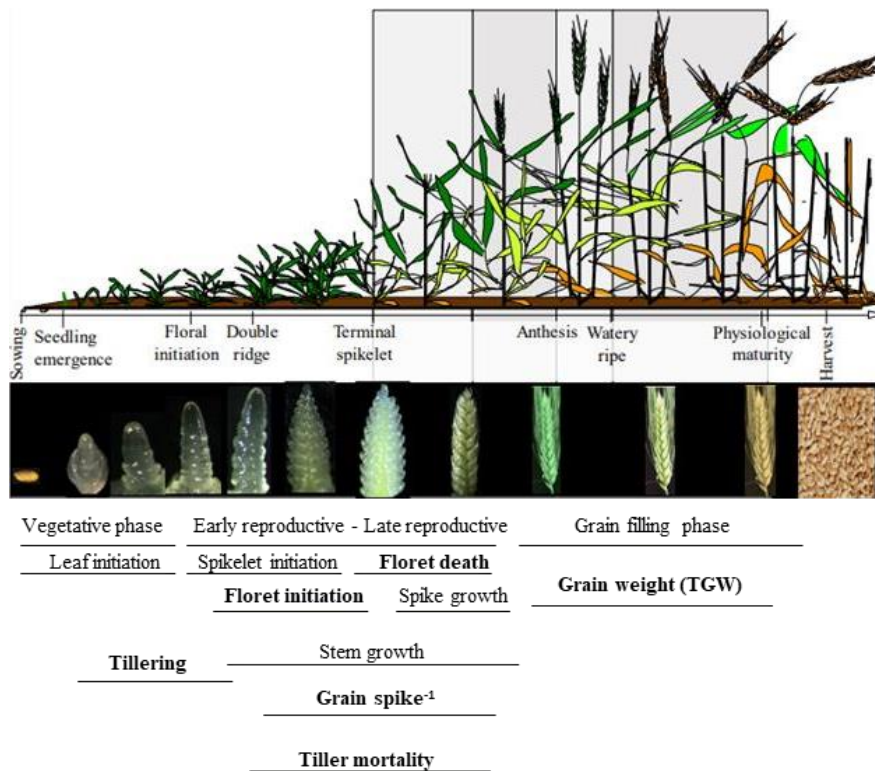 Sowing
Seedling
emergence
Floral
initiation
Double
ridge
Terminal
spikelet
Anthesis
Watery
ripe
Physiological
maturity
Harvest
Vegetative phase
Early reproductive - Late reproductive
Grain filling phase
Leaf initiation
Spikelet initiation
Floret death
Floret initiation
Spike growth
Grain weight (TGW)
Tillering
Stem growth
Grain spike⁻¹
Tiller mortality